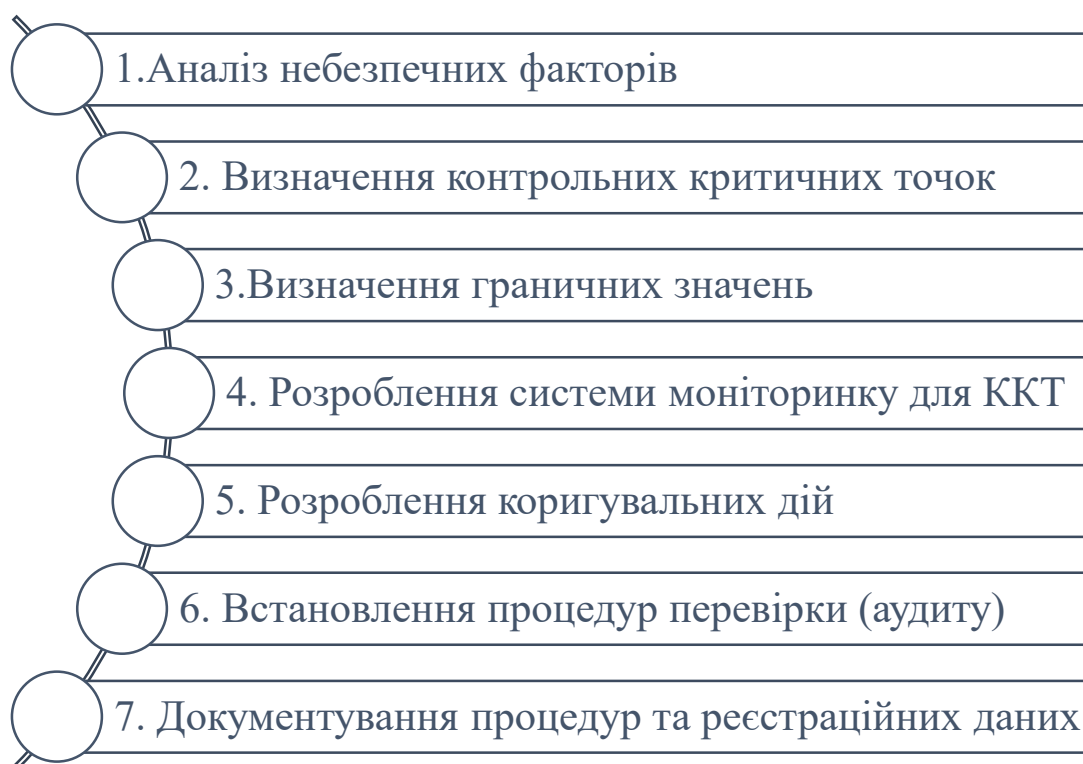 1.Аналіз небезпечних факторів
2. Визначення контрольних критичних точок
3.Визначення граничних значень
4. Розроблення системи моніторинку для ККТ
5. Розроблення коригувальних дій
6. Встановлення процедур перевірки (аудиту)
7. Документування процедур та реєстраційних даних